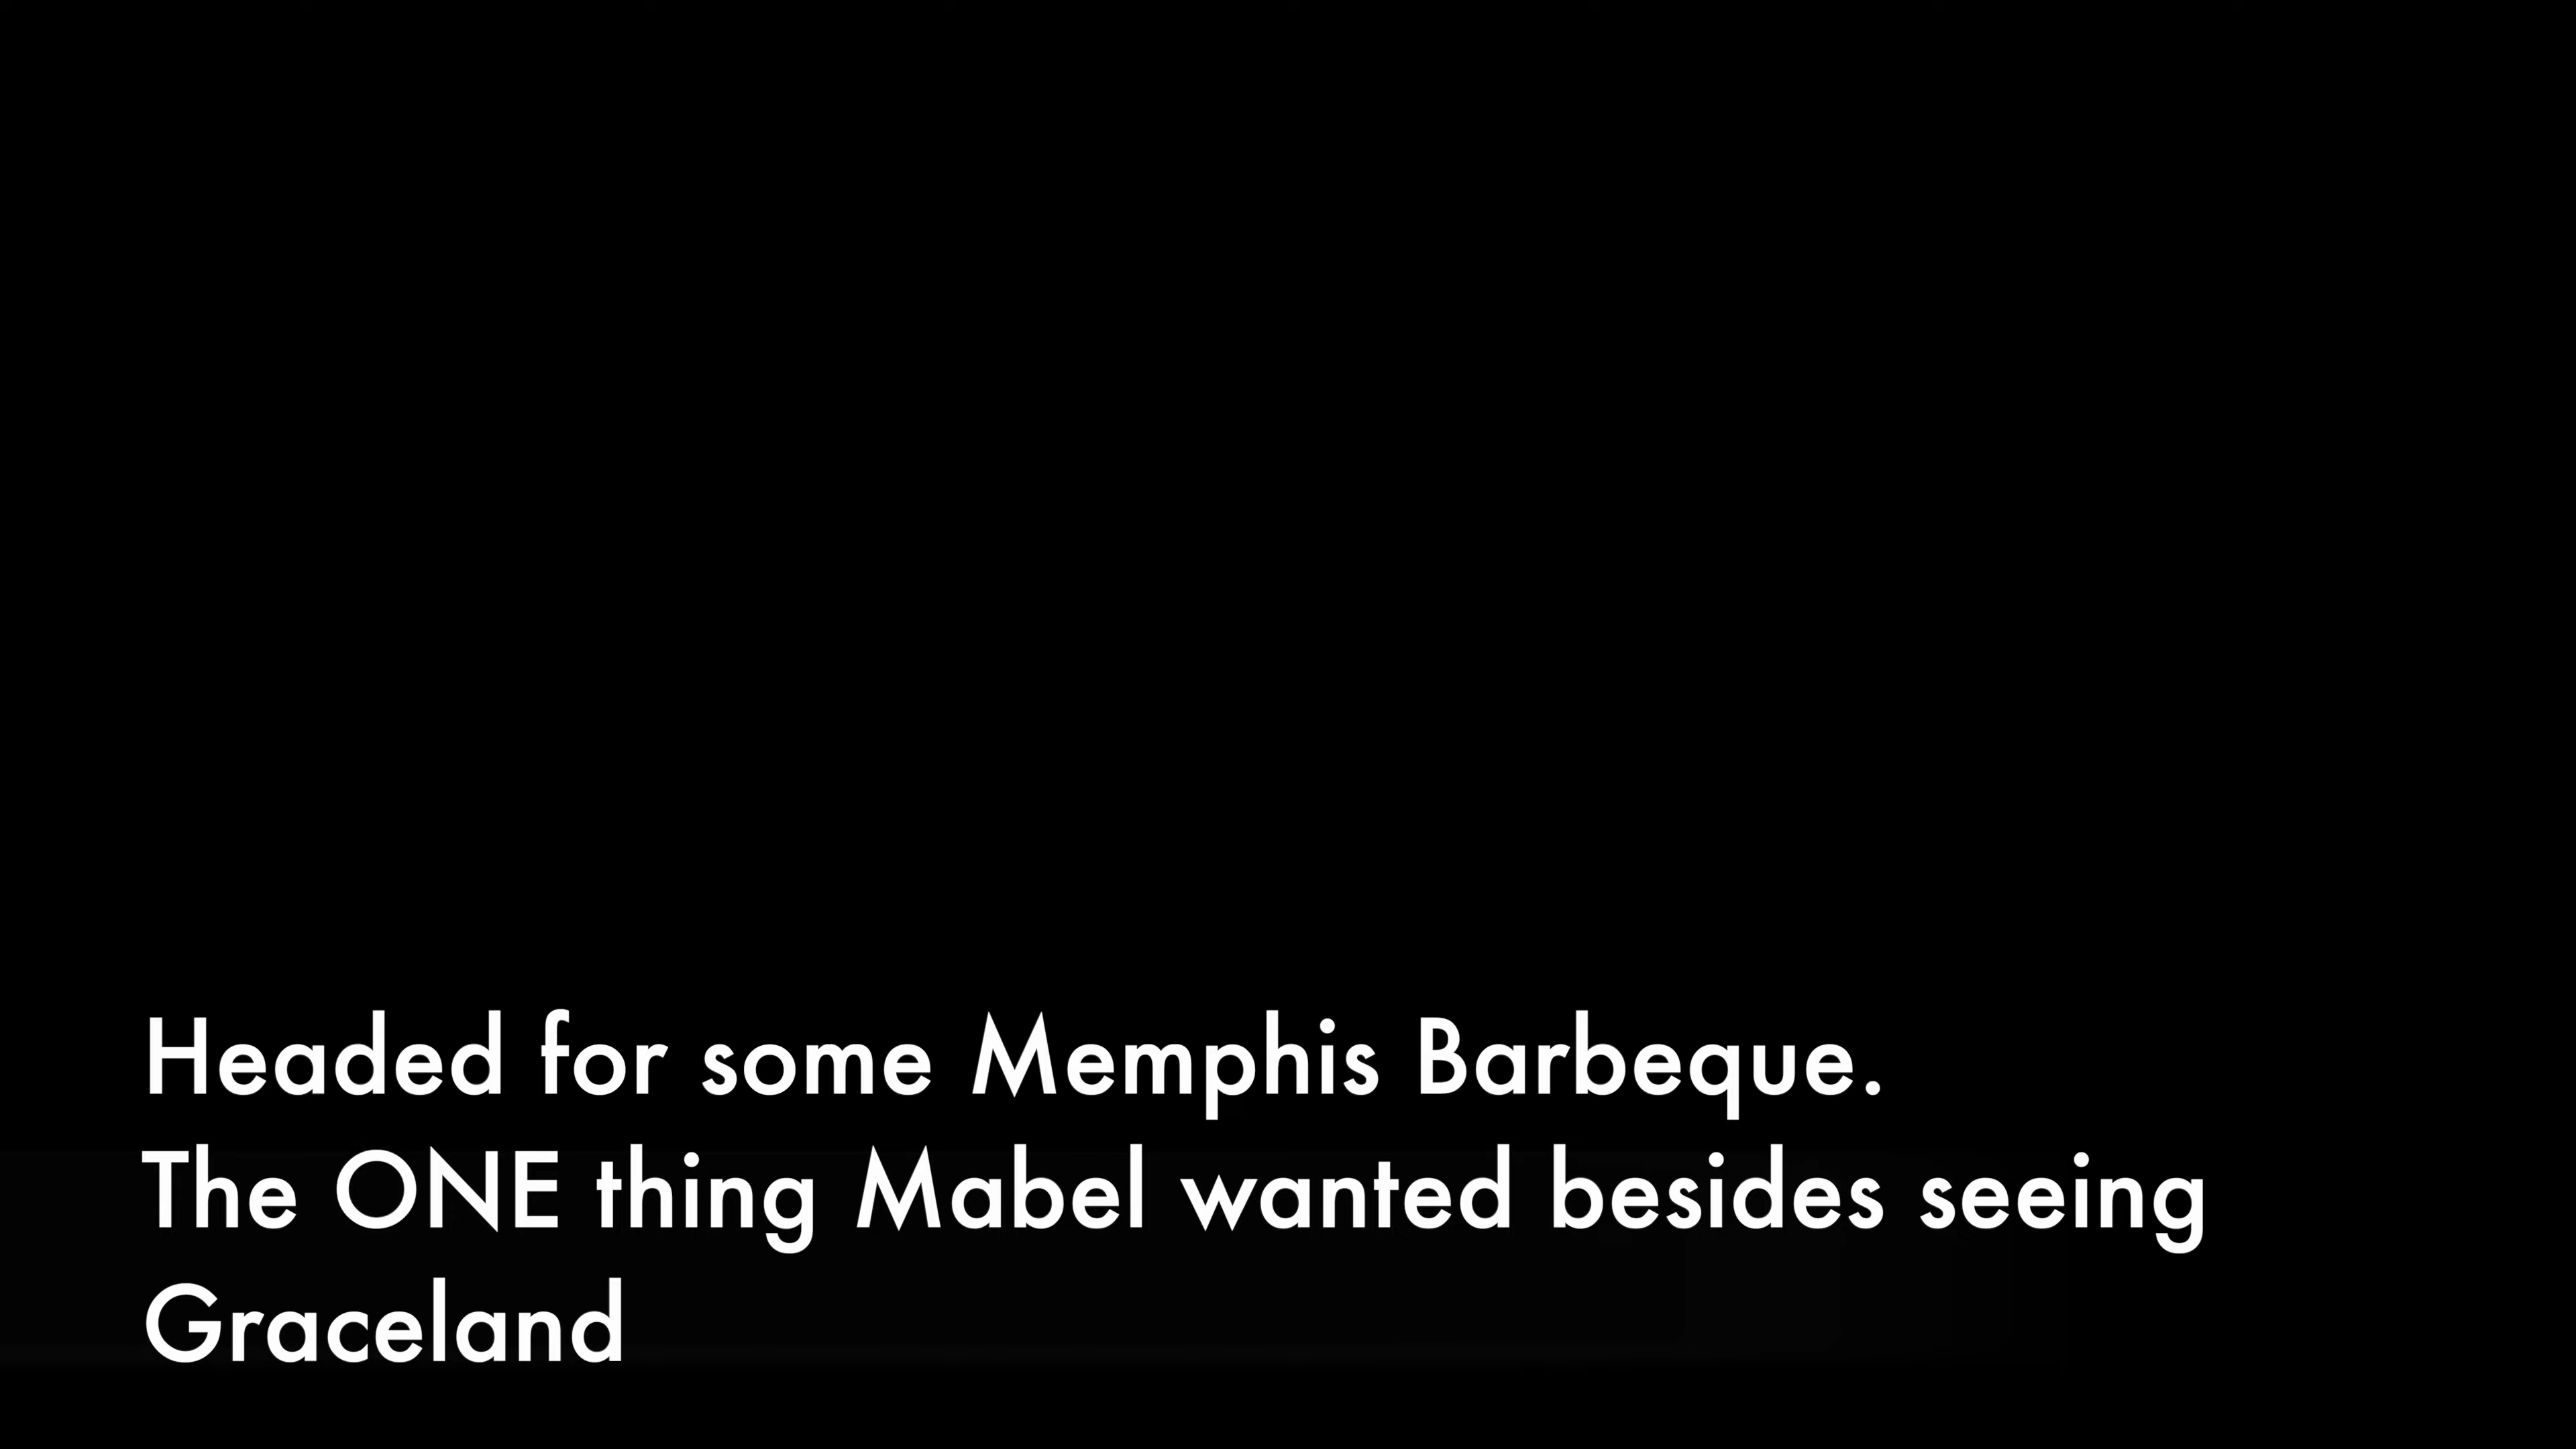 Headed for some Memphis Barbeque.
The ONE thing Mabel wanted besides seeing
Graceland